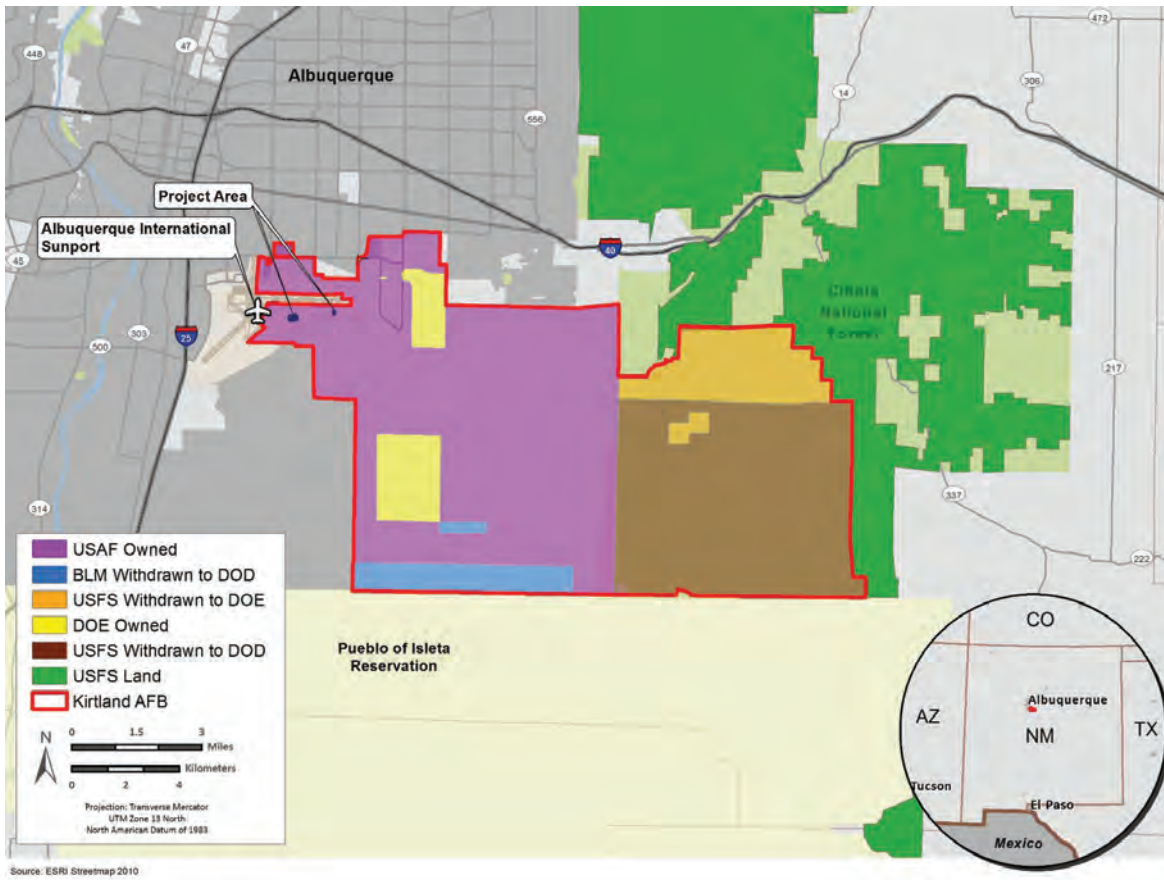 472
47
448
Albuquerque
306
14
556
Project Area
Albuquerque International
Sunport
40
45
Cibola
National
Forest
303
25
500
217
337
314
222
USAF Owned
BLM Withdrawn to DOD
USFS Withdrawn to DOE
DOE Owned
USFS Withdrawn to DOD
USFS Land
Kirtland AFB
N
0 1.5 3
Miles
Kilometers
0 2 4
Projection: Transverse Mercator
UTM Zone 13 North
North American Datum of 1983
Pueblo of Isleta
Reservation
CO
Albuquerque
AZ
NM
TX
Tucson
El Paso
Mexico
Source: ESRI Streetmap 2010